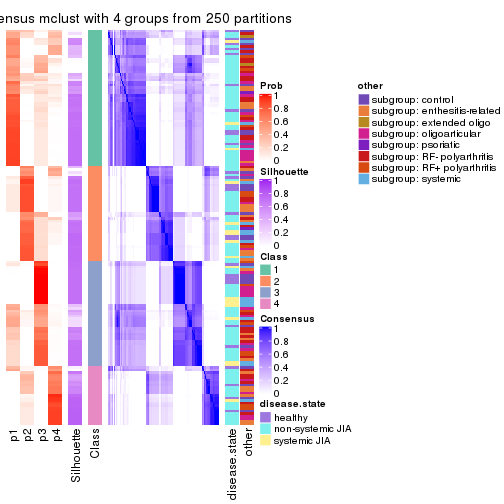 ensus mclust with 4 groups from 250 partitions
Prob
1
0.8
0.6
0.4
0.2
0
Silhouette
1
0.8
0.6
0.4
0.2
0
Class
1
2
3
4
Consensus
1
0.8
0.6
0.4
0.2
0
disease.state
healthy
non-systemic JIA
systemic JIA
other
subgroup: control
subgroup: enthesitis-related
subgroup: extended oligo
subgroup: oligoarticular
subgroup: psoriatic
subgroup: RF- polyarthritis
subgroup: RF+ polyarthritis
subgroup: systemic
p1
p2
p3
p4
Silhouette
Class
disease.state
other